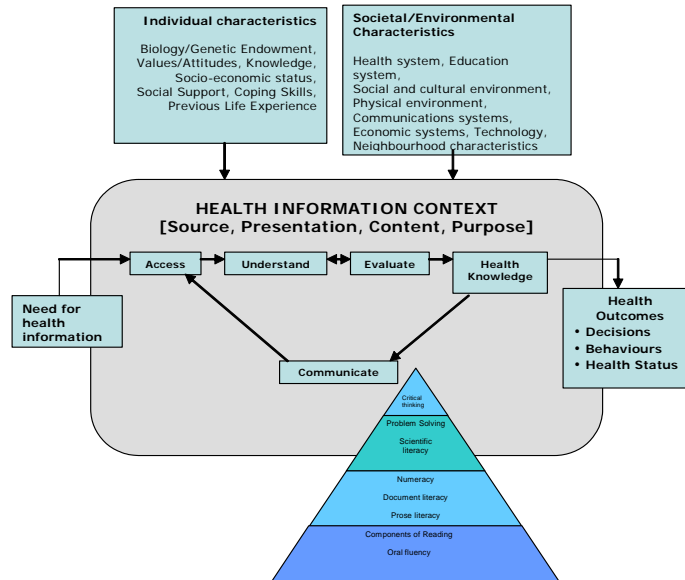 Individual characteristics
Biology/Genetic Endowment,
Values/Attitudes, Knowledge,
Socio-economic status,
Social Support, Coping Skills,
Previous Life Experience
Societal/Environmental
Characteristics
Health system, Education
system,
Social and cultural environment,
Physical environment,
Communications systems,
Economic systems, Technology,
Neighbourhood characteristics
HEALTH INFORMATION CONTEXT
[Source, Presentation, Content, Purpose]
Access
Understand
Evaluate
Health
Knowledge
Need for
health
information
Health
Outcomes
• Decisions
• Behaviours
• Health Status
Communicate
Critical
thinking
Problem Solving
Scientific
literacy
Numeracy
Document literacy
Prose literacy
Components of Reading
Oral fluency